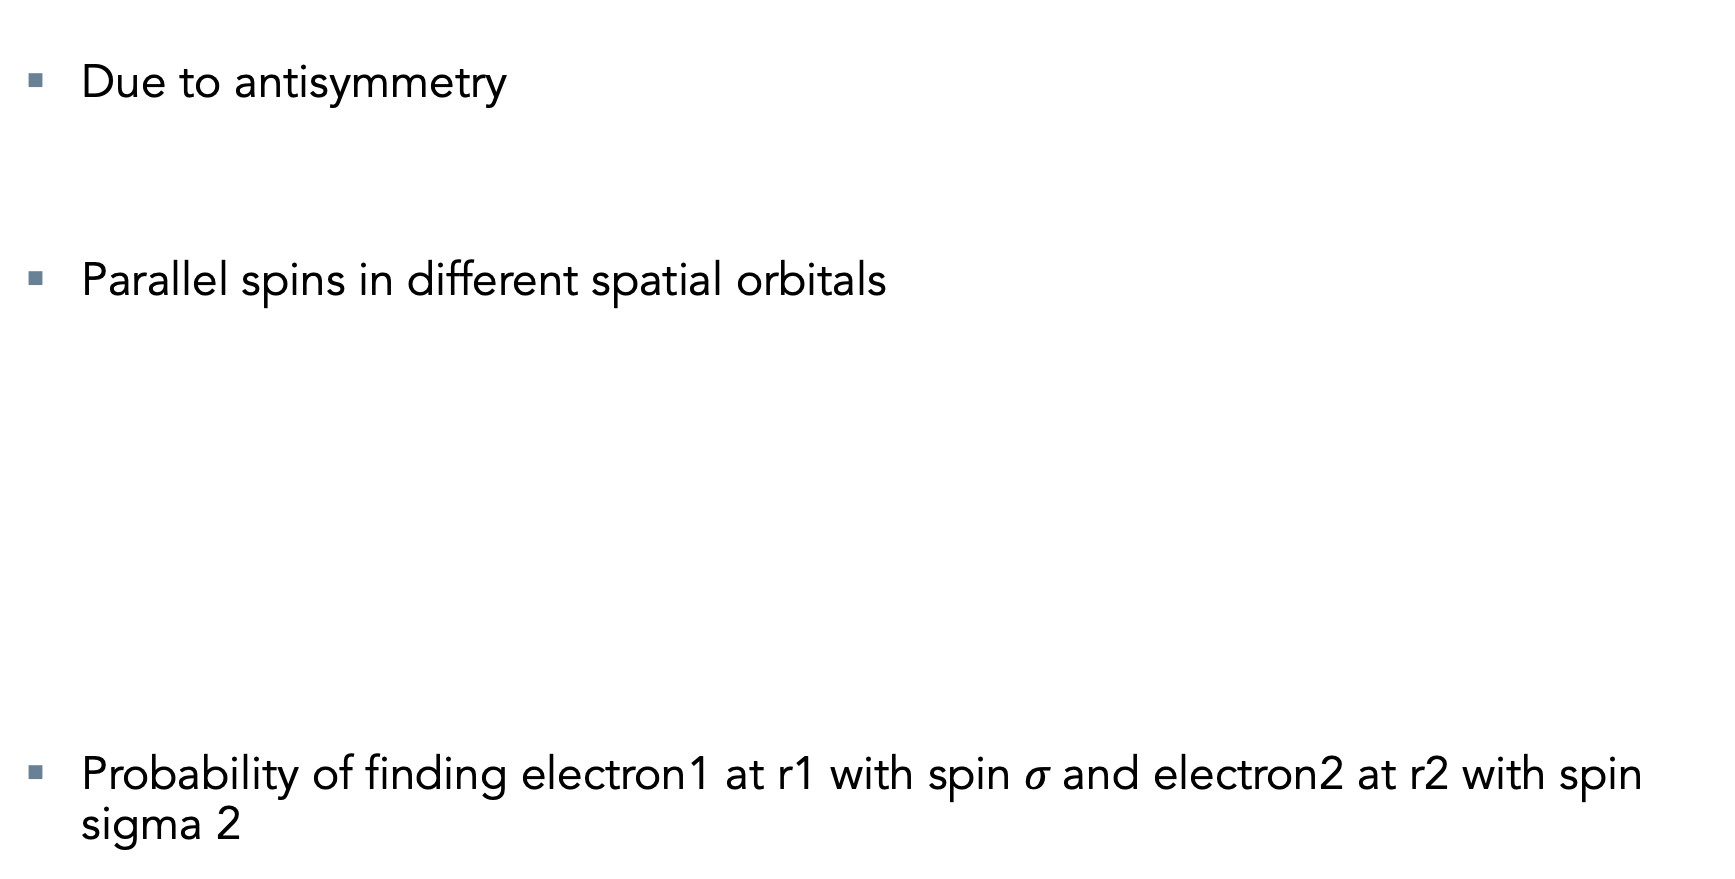 ▪ Due to antisymmetry
▪ Parallel spins in different spatial orbitals
▪ Probability of finding electron1 at r1 with spin σ and electron2 at r2 with spin
sigma 2